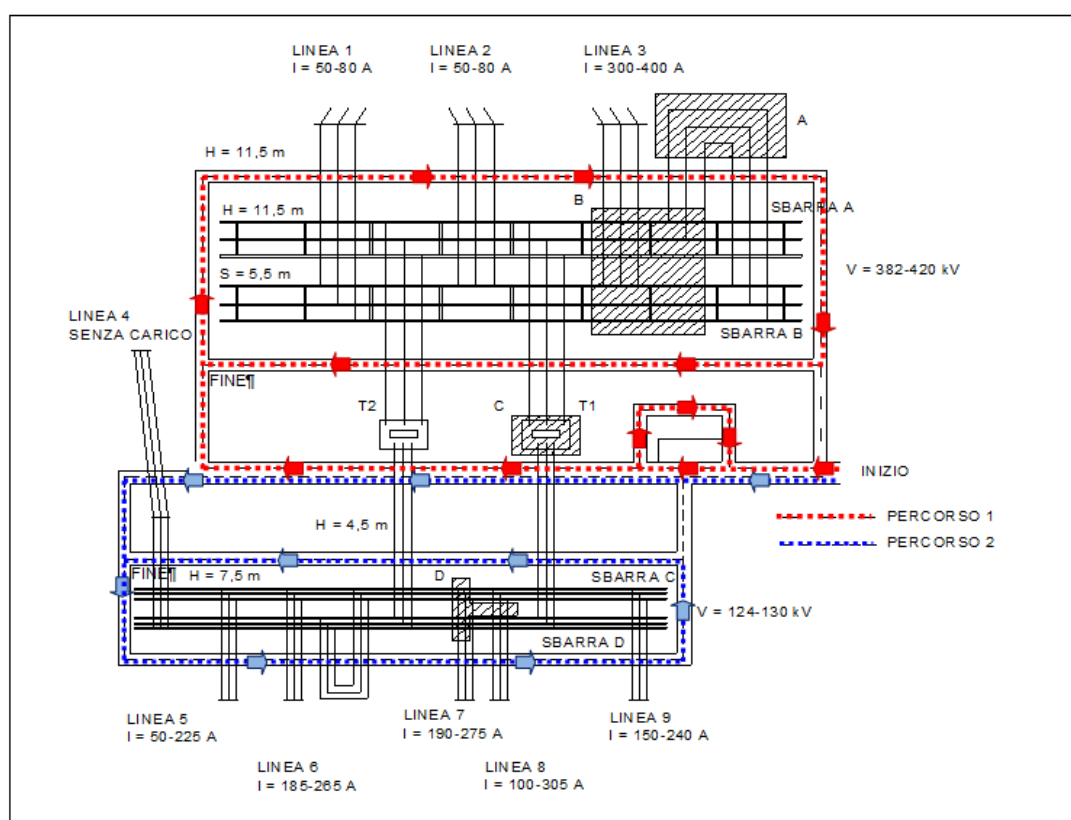 LINEA 1
I = 50-80 A
LINEA 2
I = 50-80 A
LINEA 3
I = 300-400 A
A
H = 11,5 m
B
SBARRA A
H = 11,5 m
S = 5,5 m
V = 382-420 kV
LINEA 4
SENZA CARICO
SBARRA B
FINE¶
T2
C
T1
INIZIO
H = 4,5 m
PERCORSO 1
PERCORSO 2
FINE¶
H = 7,5 m
D
SBARRA C
V = 124-130 kV
SBARRA D
LINEA 5
I = 50-225 A
LINEA 7
I = 190-275 A
LINEA 9
I = 150-240 A
LINEA 6
I = 185-265 A
LINEA 8
I = 100-305 A